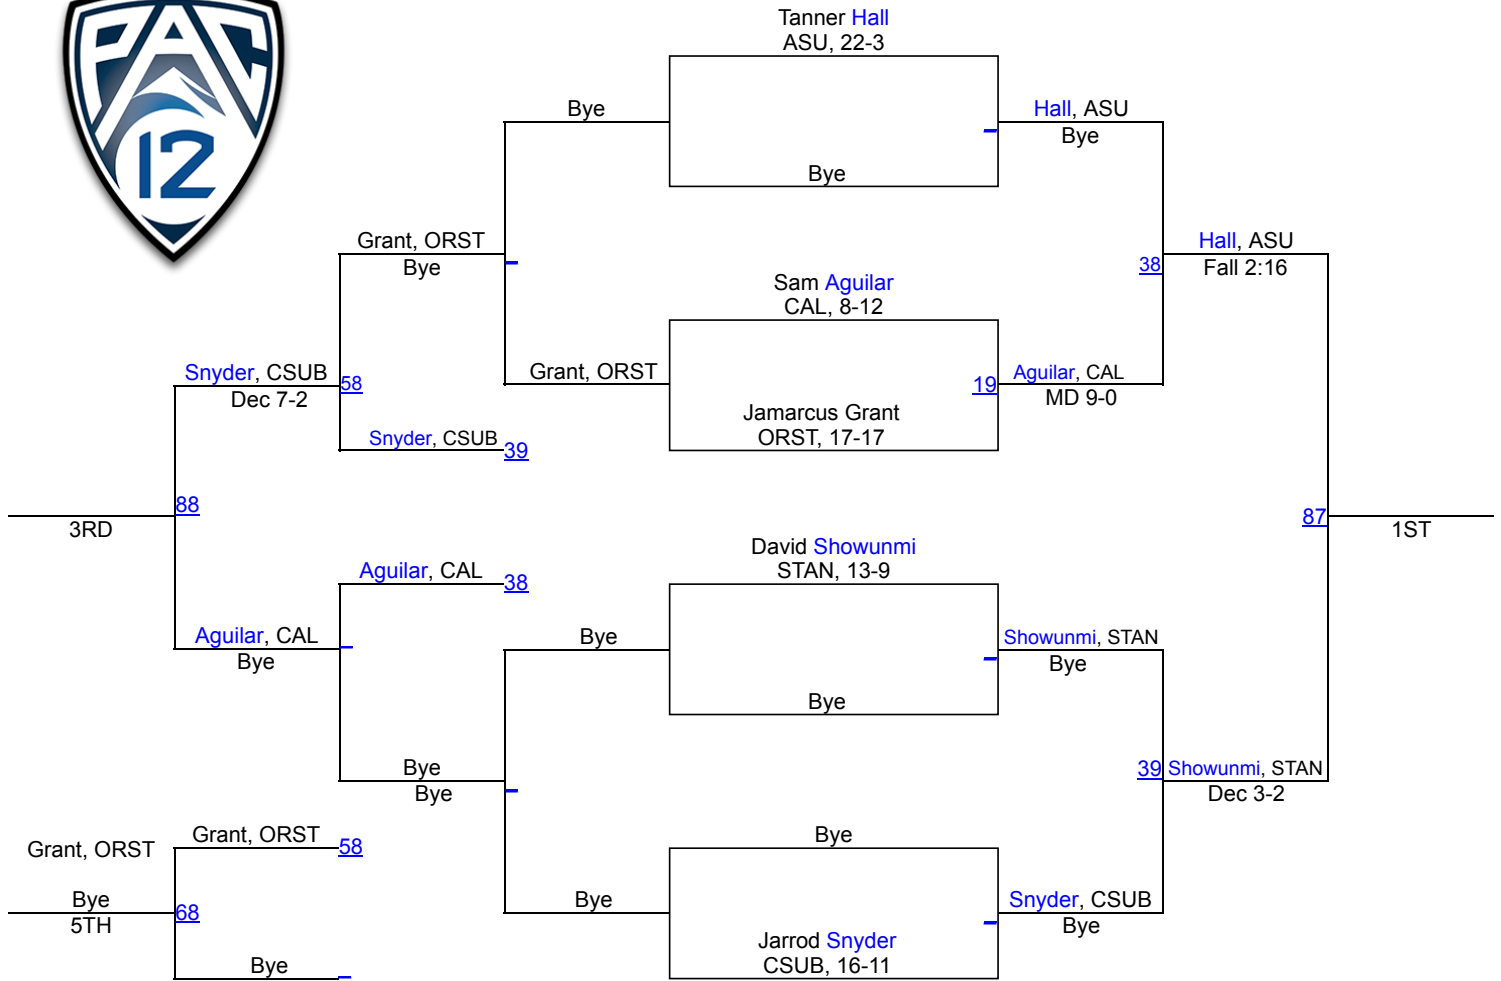 PAC
12
Tanner Hall
ASU, 22-3
Bye
Hall, ASU
Bye
Bye
Grant, ORST
Bye
Hall, ASU
38
Fall 2:16
Sam Aguilar
CAL, 8-12
Snyder, CSUB
58
Dec 7-2
Grant, ORST
19
Aguilar, CAL
MD 9-0
Jamarcus Grant
ORST, 17-17
Snyder, CSUB
39
88
3RD
87
1ST
David Showunmi
STAN, 13-9
Aguilar, CAL
38
Aguilar, CAL
Bye
Bye
Showunmi, STAN
Bye
Bye
Bye
Bye
39
Showunmi, STAN
Dec 3-2
Grant, ORST
Grant, ORST
58
Bye
Bye
68
5TH
Bye
Snyder, CSUB
Bye
Jarrod Snyder
CSUB, 16-11
Bye